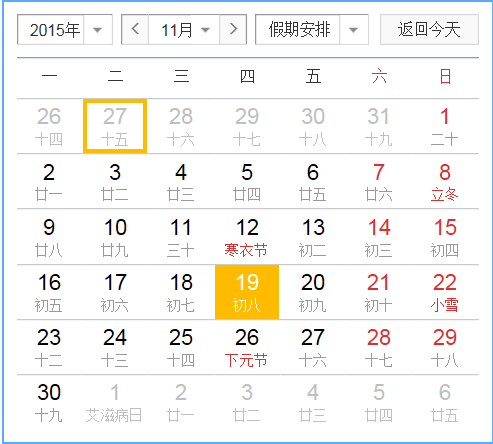 2015年 11月 假期安排 返回今天
一 二 三 四 五 六 日
26 27 28 29 30 31 1
十四 十五 十六 十七 十八 十九 二十
2 3 4 5 6 7 8
廿一 廿二 廿三 廿四 廿五 廿六 立冬
9 10 11 12 13 14 15
廿八 廿九 三十 寒衣节 初二 初三 初四
16 17 18 19 20 21 22
初五 初六 初七 初八 初九 初十 小雪
23 24 25 26 27 28 29
十二 十三 十四 下元节 十六 十七 十八
30 1 2 3 4 5 6
十九 艾滋病日 廿一 廿二 廿三 廿四 廿五